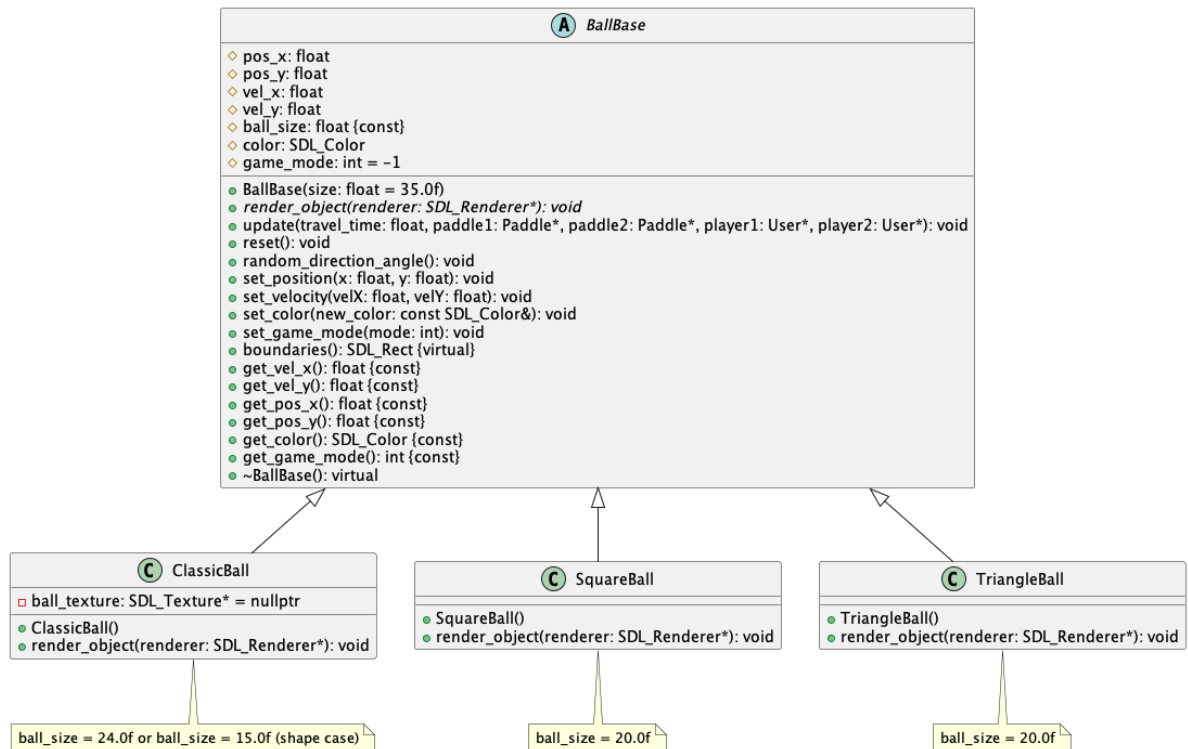 A BallBase
pos_x: float
pos_y: float
vel_x: float
vel_y: float
ball_size: float {const}
color: SDL_Color
game_mode: int = -1
BallBase(size: float = 35.0f)
render_object(renderer: SDL_Renderer*): void
update(travel_time: float, paddle1: Paddle*, paddle2: Paddle*, player1: User*, player2: User*): void
reset(): void
random_direction_angle(): void
set_position(x: float, y: float): void
set_velocity(velX: float, velY: float): void
set_color(new_color: const SDL_Color&): void
set_game_mode(mode: int): void
boundaries(): SDL_Rect {virtual}
get_vel_x(): float {const}
get_vel_y(): float {const}
get_pos_x(): float {const}
get_pos_y(): float {const}
get_color(): SDL_Color {const}
get_game_mode(): int {const}
~BallBase(): virtual
C ClassicBall
ball_texture: SDL_Texture* = nullptr
ClassicBall()
render_object(renderer: SDL_Renderer*): void
C SquareBall
SquareBall()
render_object(renderer: SDL_Renderer*): void
C TriangleBall
TriangleBall()
render_object(renderer: SDL_Renderer*): void
ball_size = 24.0f or ball_size = 15.0f (shape case)
ball_size = 20.0f
ball_size = 20.0f